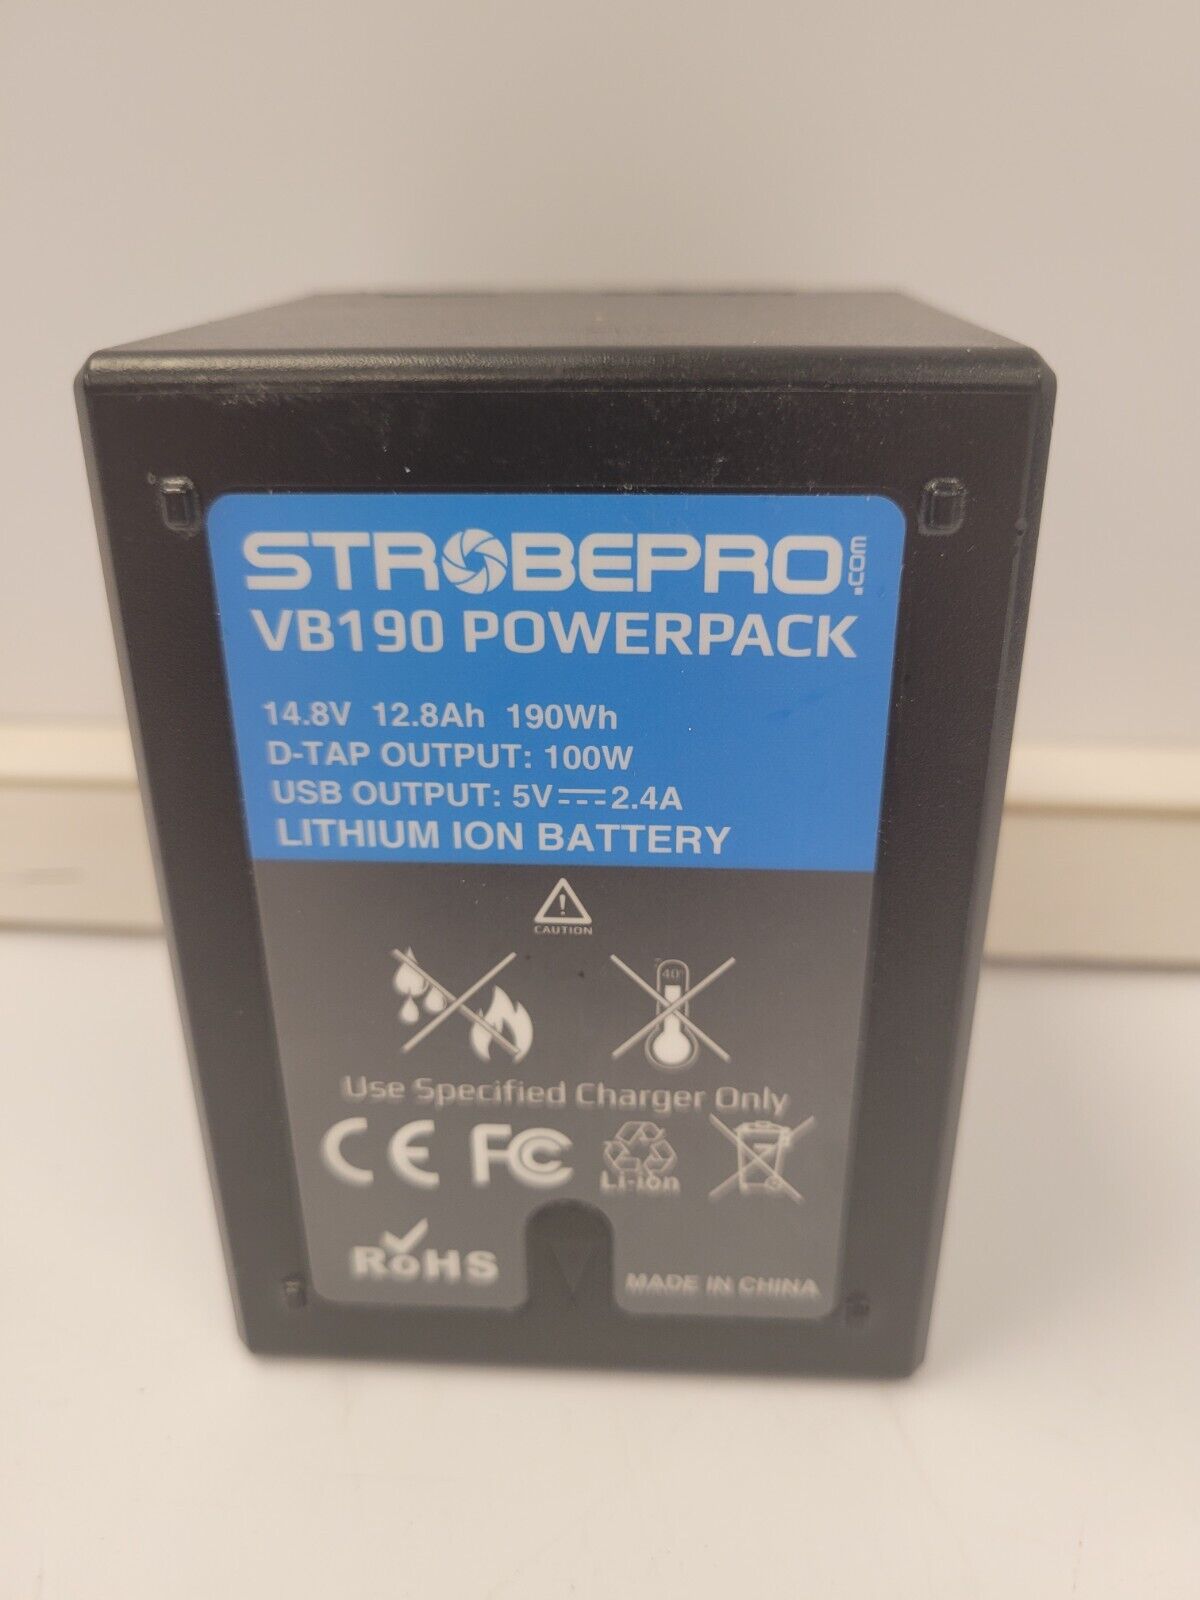 STROBEPRO.com
VB190 POWERPACK
14.8V 12.8Ah 190Wh
D-TAP OUTPUT: 100W
USB OUTPUT: 5V⎓2.4A
LITHIUM ION BATTERY
CAUTION
40°
Use Specified Charger Only
CE FC Li-ion
RoHS
MADE IN CHINA